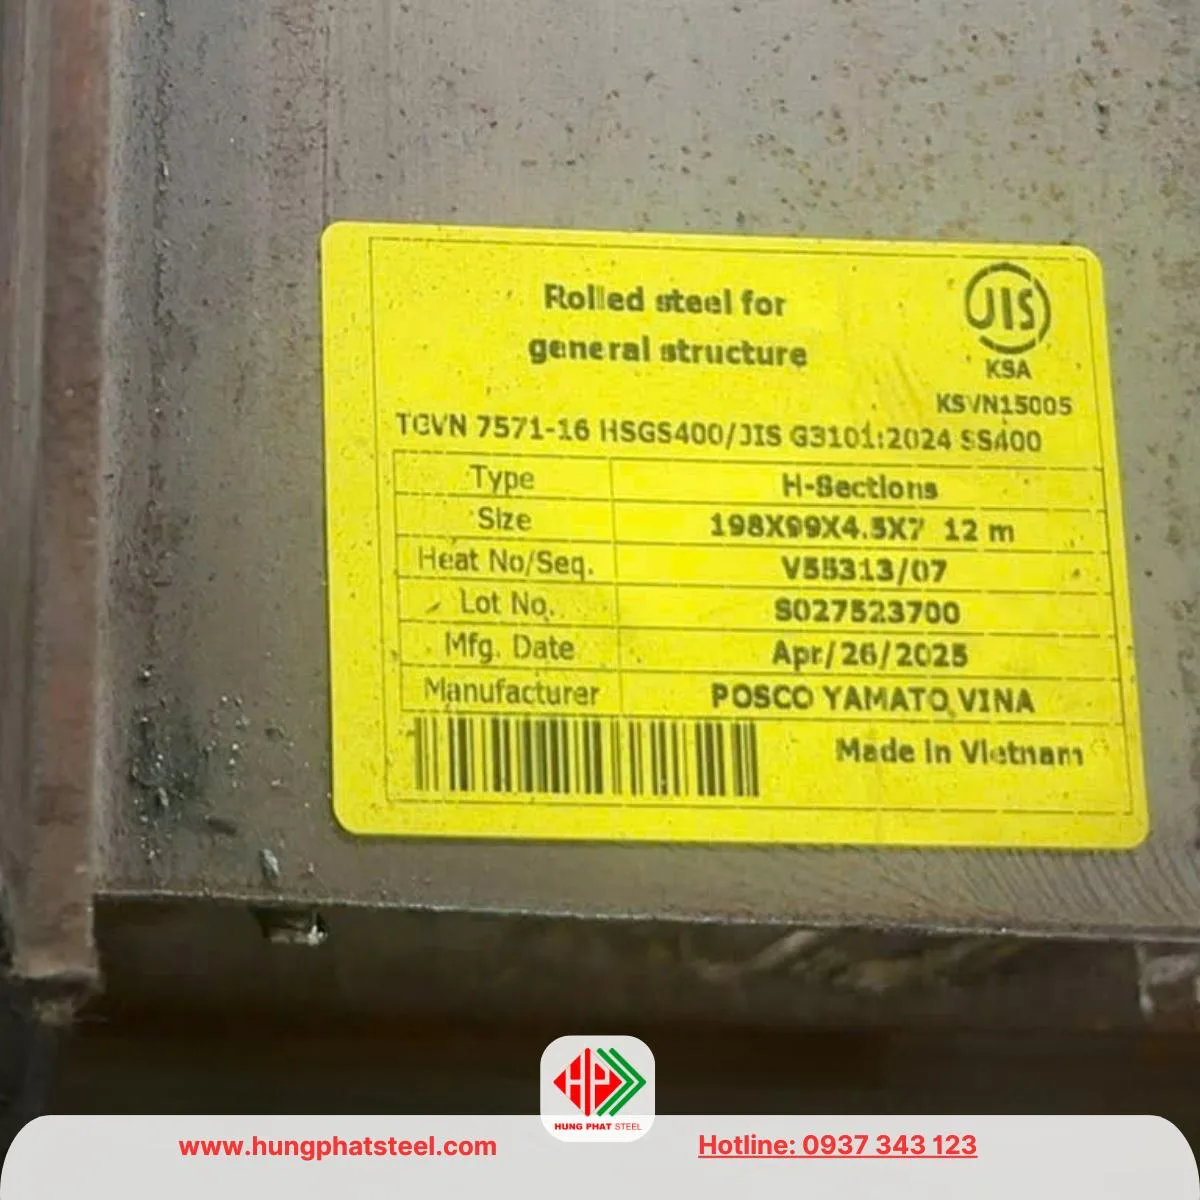 Rolled steel for
general structure
JIS
KSA
KSVN15005
TCVN 7571-16 HSGS400/JIS G3101:2024 SS400
Type H-Sections
Size 198X99X4.5X7 12 m
Heat No/Seq. V55313/07
Lot No. S027523700
Mfg. Date Apr/26/2025
Manufacturer POSCO YAMATO VINA
Made in Vietnam
HP
HUNG PHAT STEEL
www.hungphatsteel.com
Hotline: 0937 343 123